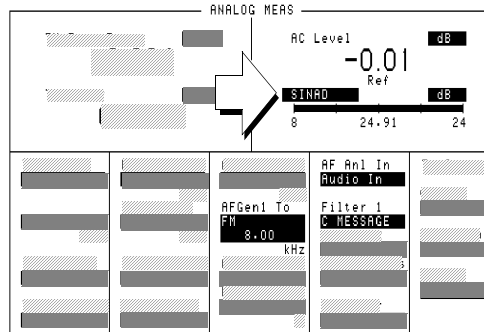 ANALOG MEAS
AC Level dB
-0.01
Ref
SINAD dB
8 24.91 24
AF Anl In
Audio In
AFGen1 To
FM
8.00
kHz
Filter 1
C MESSAGE